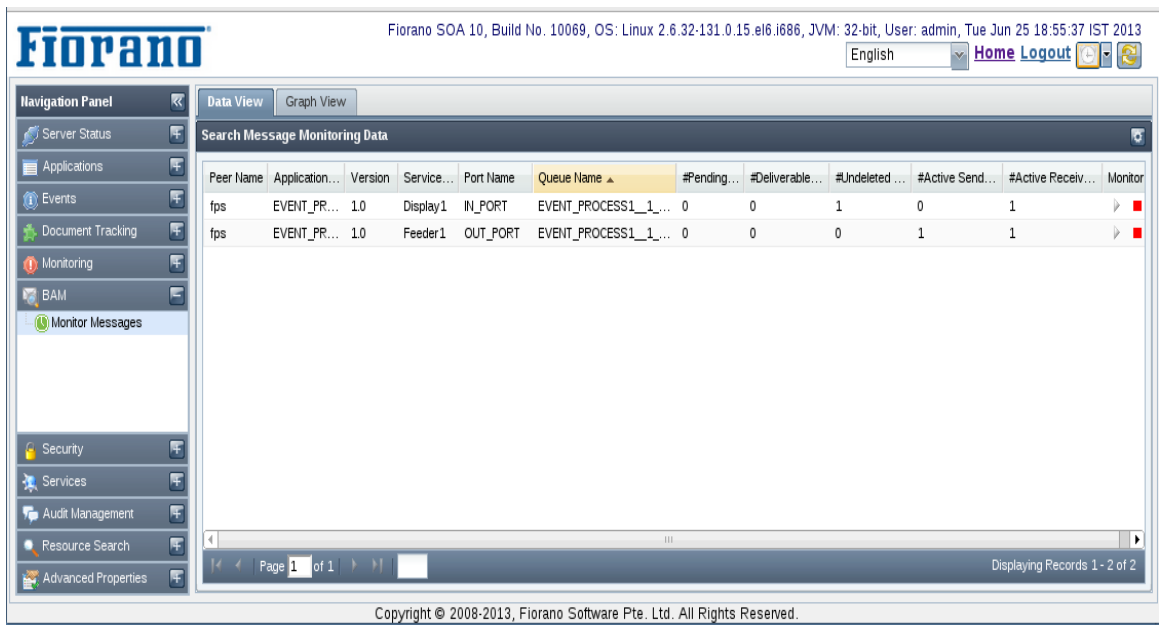 Fiorano
Fiorano SOA 10, Build No. 10069, OS: Linux 2.6.32-131.0.15.el6.i686, JVM: 32-bit, User: admin, Tue Jun 25 18:55:37 IST 2013
English Home Logout
Navigation Panel
Server Status
Applications
Events
Document Tracking
Monitoring
BAM
Monitor Messages
Security
Services
Audit Management
Resource Search
Advanced Properties
Data View Graph View
Search Message Monitoring Data
Peer Name Application... Version Service... Port Name Queue Name #Pending... #Deliverable... #Undeleted ... #Active Send... #Active Receiv... Monitor
fps EVENT_PR... 1.0 Display1 IN_PORT EVENT_PROCESS1__1_... 0 0 1 0 1
fps EVENT_PR... 1.0 Feeder1 OUT_PORT EVENT_PROCESS1__1_... 0 0 0 1 1
Page 1 of 1 Displaying Records 1 - 2 of 2
Copyright © 2008-2013, Fiorano Software Pte. Ltd. All Rights Reserved.